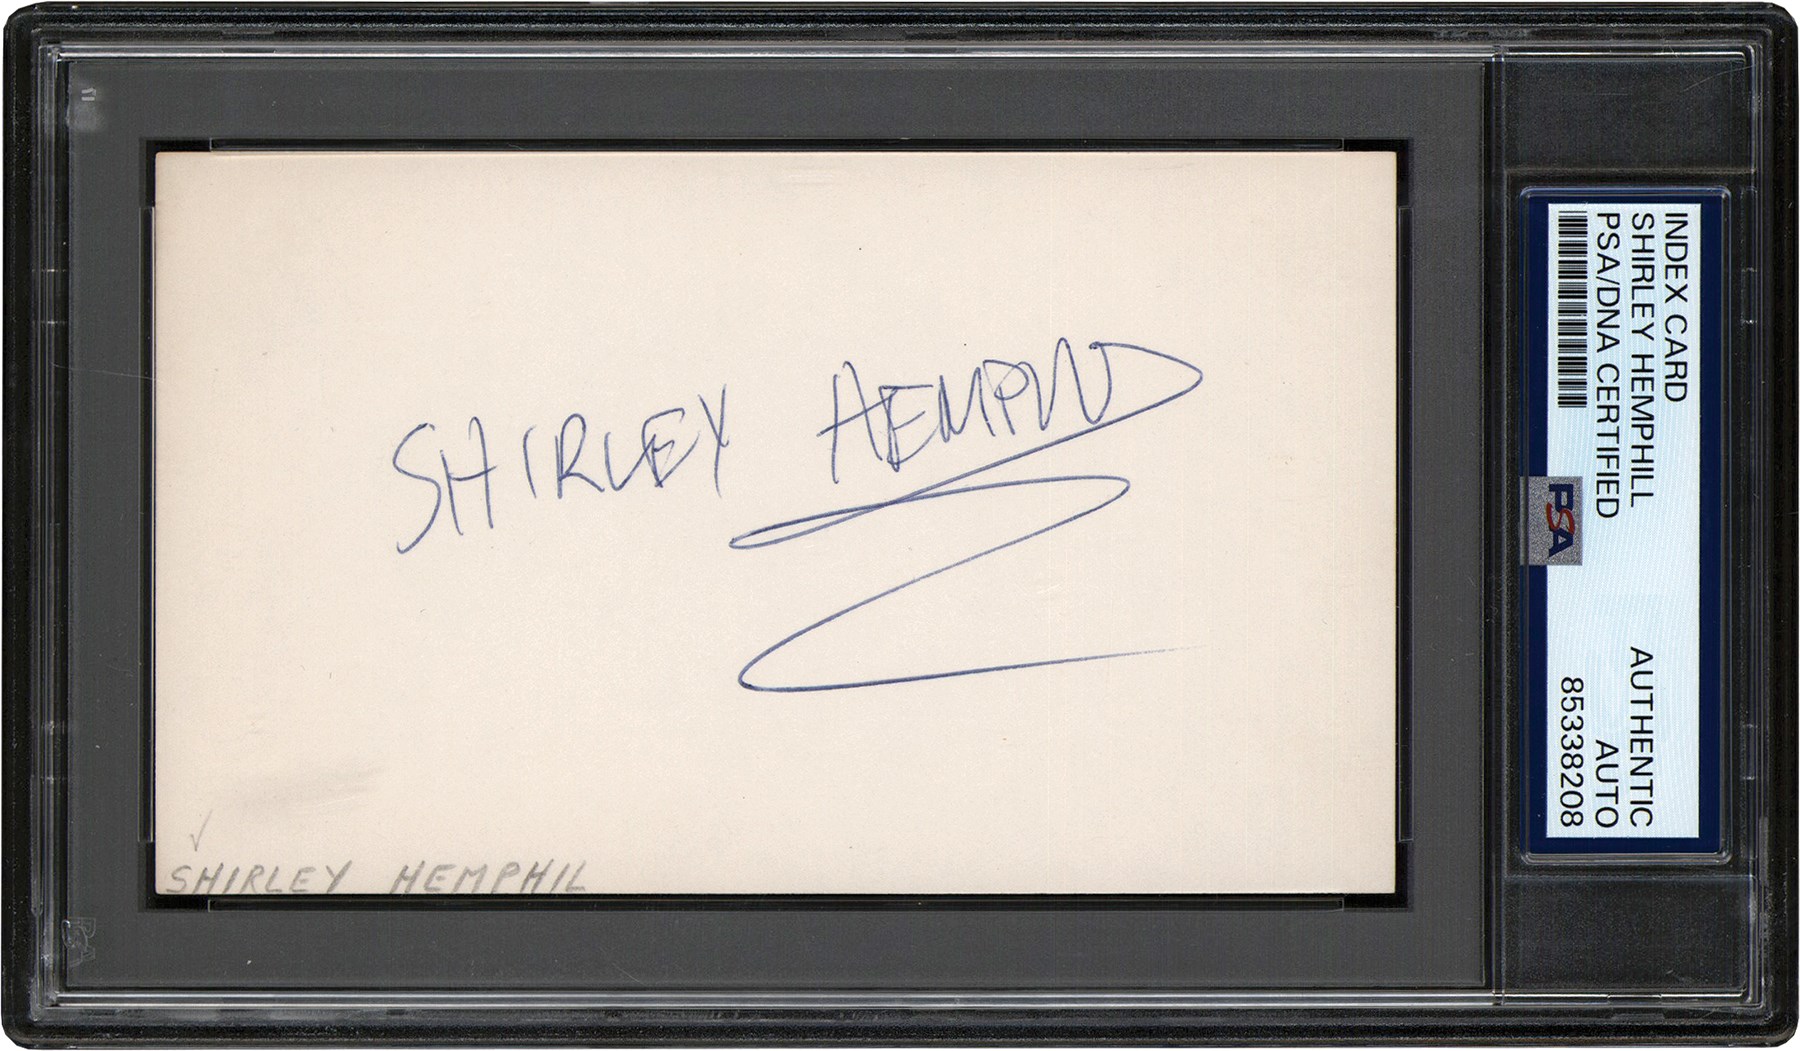 SHIRLEY HEMPHILL
SHIRLEY HEMPHIL
INDEX CARD
SHIRLEY HEMPHILL
PSA/DNA CERTIFIED
PSA
AUTHENTIC
AUTO
85338208